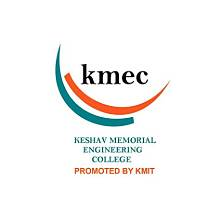 kmec
KESHAV MEMORIAL
ENGINEERING
COLLEGE
PROMOTED BY KMIT